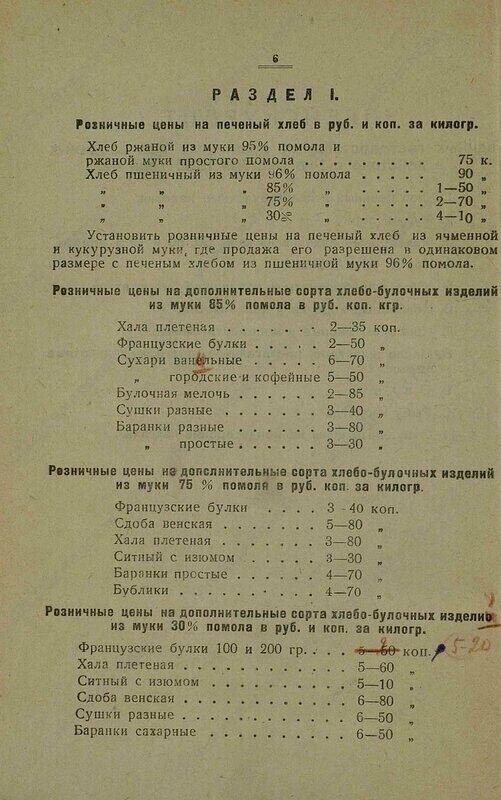 6
РАЗДЕЛ I.
Розничные цены на печеный хлеб в руб. и коп. за килогр.
Хлеб ржаной из муки 95% помола и
ржаной муки простого помола . . . . . . . . . 75 к.
Хлеб пшеничный из муки 96% помола . . . . . 90 „
„ „ „ 85% „ . . . . . 1—50 „
„ „ „ 75% „ . . . . . 2—70 „
„ „ „ 30% „ . . . . . 4—10 „
Установить розничные цены на печеный хлеб из ячменной
и кукурузной муки, где продажа его разрешена в одинаковом
размере с печеным хлебом из пшеничной муки 96% помола.
Розничные цены на дополнительные сорта хлебо-булочных изделий
из муки 85% помола в руб. коп. кгр.
Хала плетеная . . . . . . . 2—35 коп.
Французские булки . . . . . 2—50 „
Сухари ванильные . . . . . 6—70 „
„ городские и кофейные 5—50 „
Булочная мелочь . . . . . . 2—85 „
Сушки разные . . . . . . . 3—40 „
Баранки разные . . . . . . 3—80 „
„ простые . . . . . . 3—30 „
Розничные цены на дополнительные сорта хлебо-булочных изделий
из муки 75 % помола в руб. коп. за килогр.
Французские булки . . . . 3-40 коп.
Сдоба венская . . . . . . . 5—80 „
Хала плетеная . . . . . . . 3—80 „
Ситный с изюмом . . . . . 3—30 „
Баранки простые . . . . . . 4—70 „
Бублики . . . . . . . . . . 4—70 „
Розничные цены на дополнительные сорта хлебо-булочных изделию
из муки 30% помола в руб. и коп. за килогр.
Французские булки 100 и 200 гр. . . . коп. 5-20
Хала плетеная . . . . . . . . . . . . 5—60 „
Ситный с изюмом . . . . . . . . . . 5—10 „
Сдоба венская . . . . . . . . . . . . 6—80 „
Сушки разные . . . . . . . . . . . . 6—50 „
Баранки сахарные . . . . . . . . . . 6—50 „